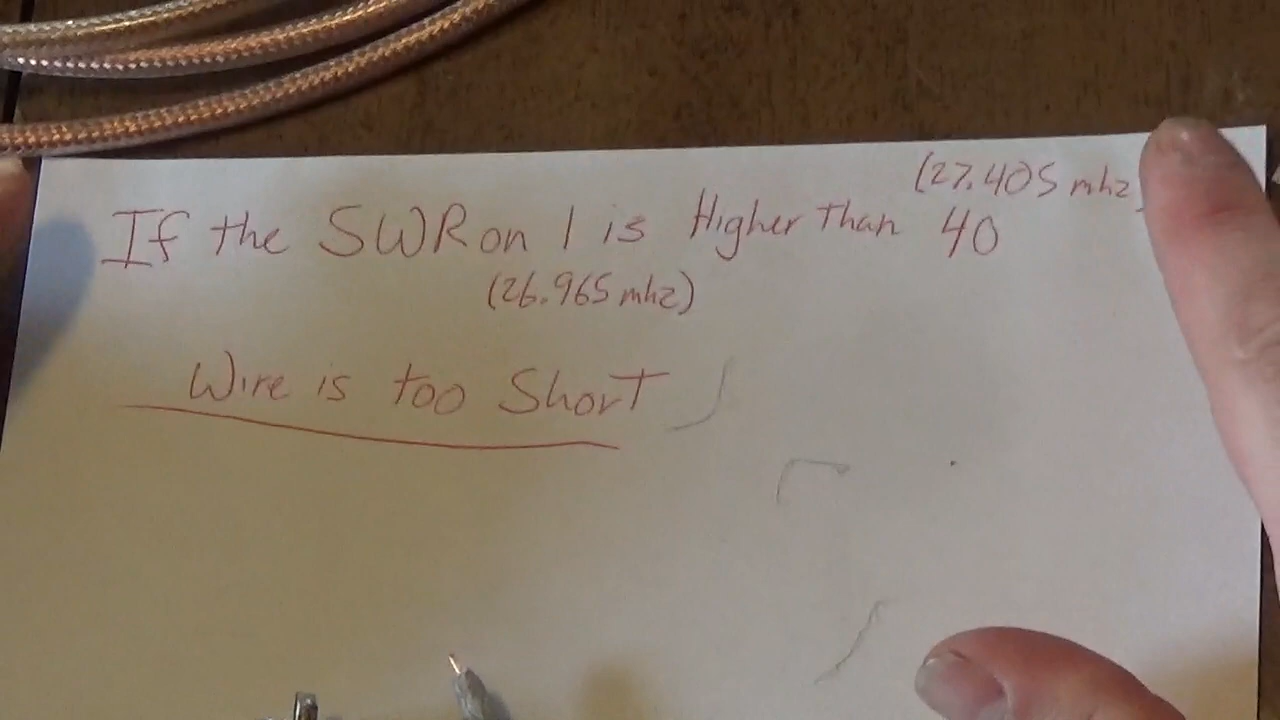 (27.405 mhz)
If the SWR on 1 is Higher than 40
(26.965 mhz)
Wire is too Short